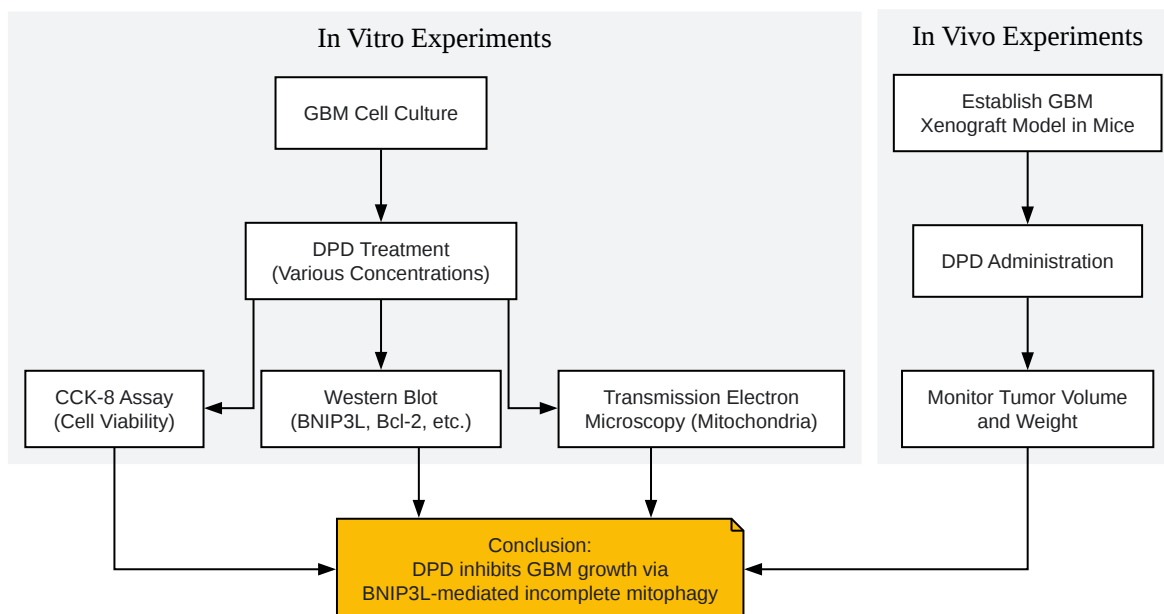 In Vitro Experiments
GBM Cell Culture
DPD Treatment
(Various Concentrations)
CCK-8 Assay
(Cell Viability)
Western Blot
(BNIP3L, Bcl-2, etc.)
Transmission Electron
Microscopy (Mitochondria)
In Vivo Experiments
Establish GBM
Xenograft Model in Mice
DPD Administration
Monitor Tumor Volume
and Weight
Conclusion:
DPD inhibits GBM growth via
BNIP3L-mediated incomplete mitophagy